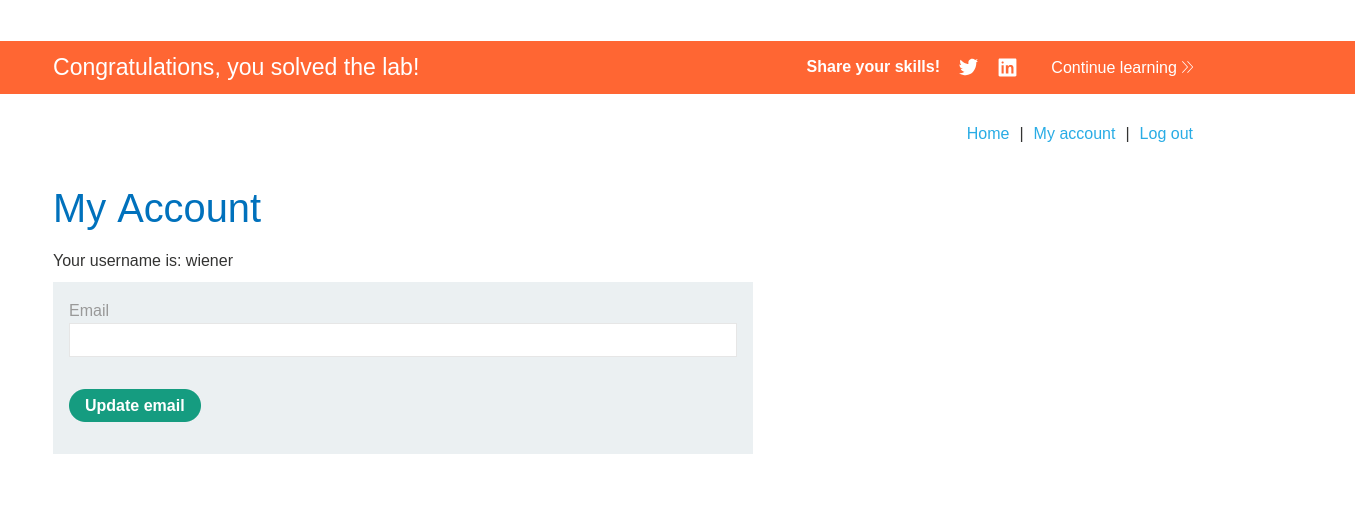 Congratulations, you solved the lab!
Share your skills!
Continue learning
Home | My account | Log out
My Account
Your username is: wiener
Email
Update email